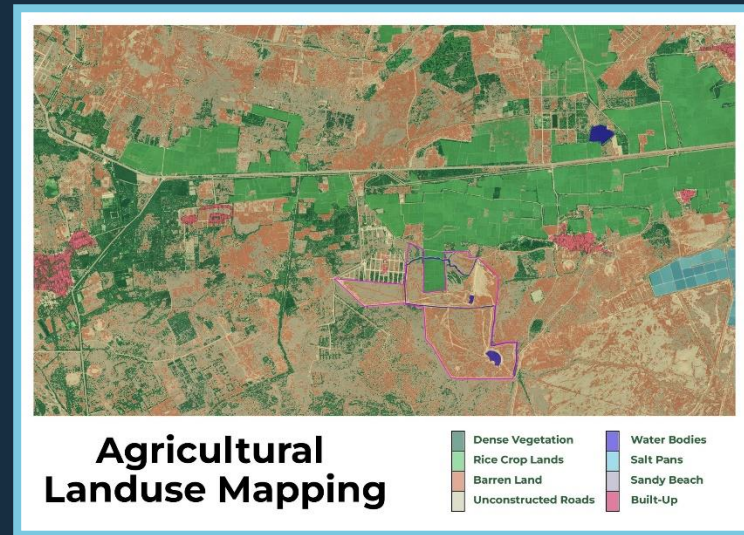 Agricultural
Landuse Mapping
Dense Vegetation
Rice Crop Lands
Barren Land
Unconstructed Roads
Water Bodies
Salt Pans
Sandy Beach
Built-Up